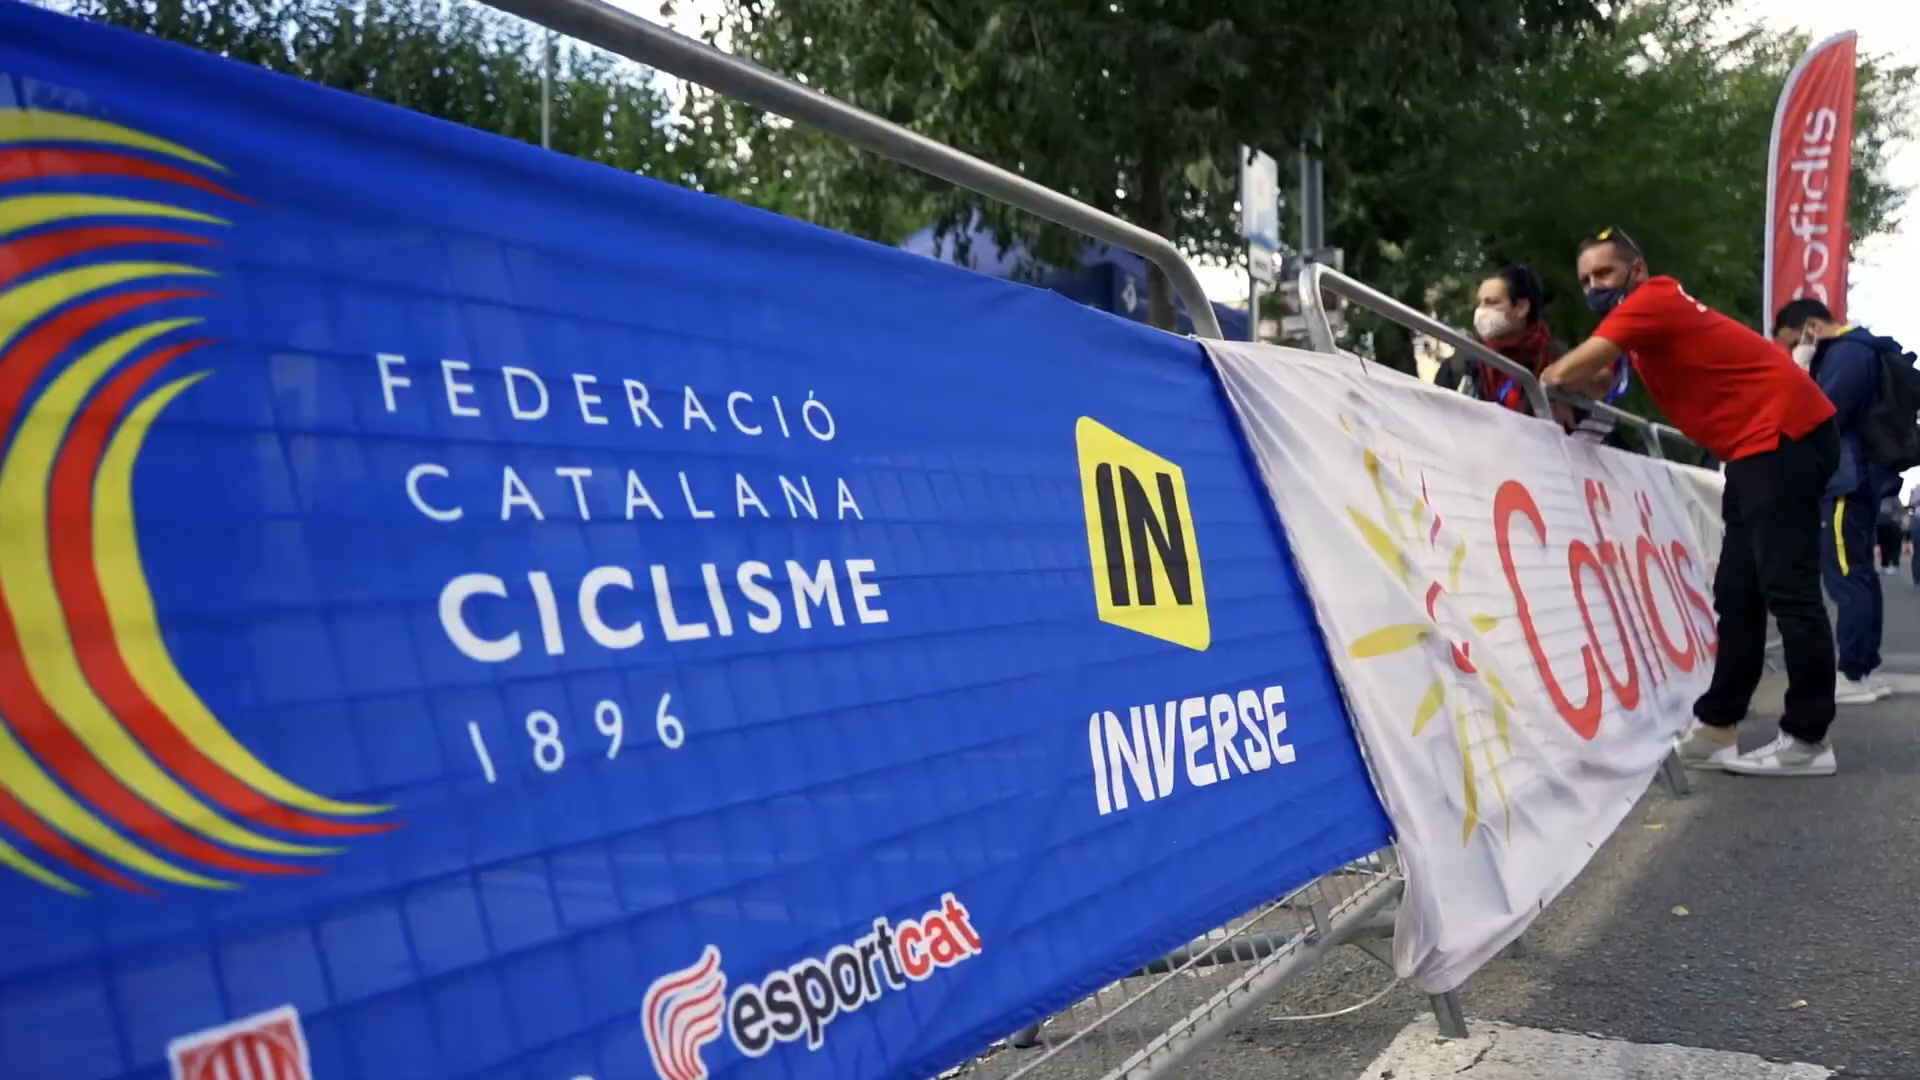 FEDERACIÓ
CATALANA
CICLISME
1896
IN
INVERSE
esportcat
Cofidis
cofidis